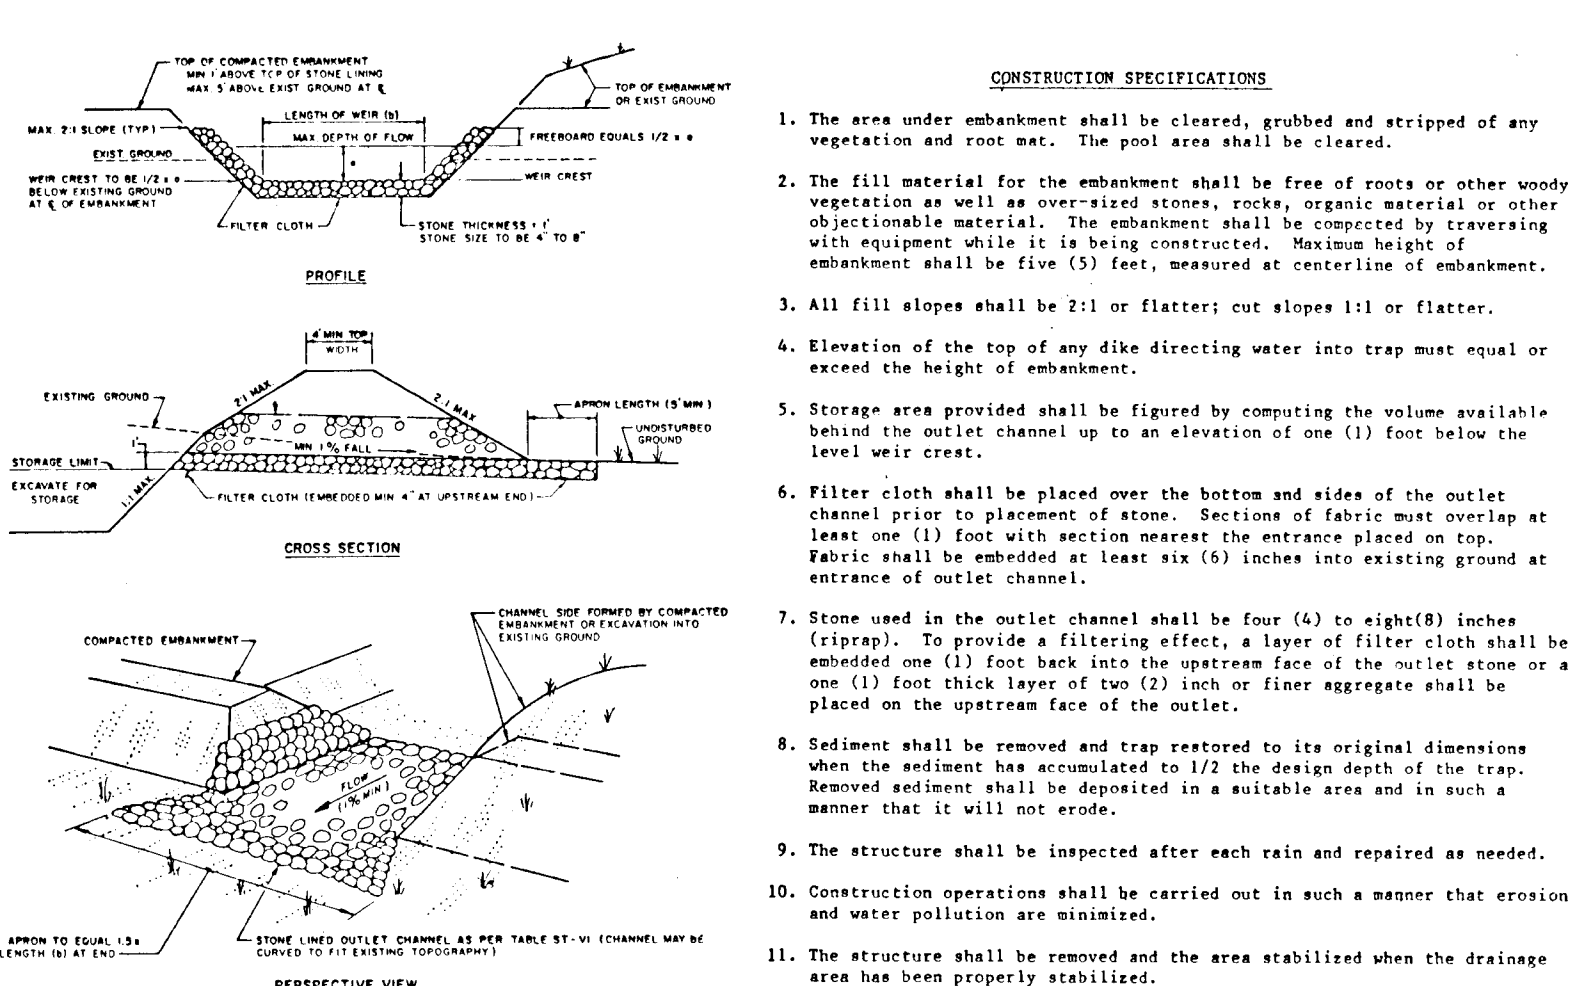 TOP OF COMPACTED EMBANKMENT
MIN 1' ABOVE TOP OF STONE LINING
MAX. 5' ABOVE EXIST GROUND AT ℄
TOP OF EMBANKMENT
OR EXIST GROUND
LENGTH OF WEIR (b)
MAX. 2:1 SLOPE (TYP)
MAX. DEPTH OF FLOW
FREEBOARD EQUALS 1/2 x e
EXIST. GROUND
e
WEIR CREST TO BE 1/2 x e
BELOW EXISTING GROUND
AT ℄ OF EMBANKMENT
WEIR CREST
FILTER CLOTH
STONE THICKNESS = 1'
STONE SIZE TO BE 4" TO 8"
PROFILE
4' MIN TOP
WIDTH
EXISTING GROUND
2:1 MAX.
2:1 MAX
APRON LENGTH (5' MIN)
UNDISTURBED
GROUND
1'
MIN 1% FALL
STORAGE LIMIT
EXCAVATE FOR
STORAGE
1:1 MAX.
FILTER CLOTH (EMBEDDED MIN 4" AT UPSTREAM END)
CROSS SECTION
CHANNEL SIDE FORMED BY COMPACTED
EMBANKMENT OR EXCAVATION INTO
EXISTING GROUND
COMPACTED EMBANKMENT
FLOW
(1% MIN)
APRON TO EQUAL 1.5 x
LENGTH (b) AT END
STONE LINED OUTLET CHANNEL AS PER TABLE ST-VI (CHANNEL MAY BE
CURVED TO FIT EXISTING TOPOGRAPHY)
PERSPECTIVE VIEW
CONSTRUCTION SPECIFICATIONS
1. The area under embankment shall be cleared, grubbed and stripped of any
vegetation and root mat. The pool area shall be cleared.
2. The fill material for the embankment shall be free of roots or other woody
vegetation as well as over-sized stones, rocks, organic material or other
objectionable material. The embankment shall be compacted by traversing
with equipment while it is being constructed. Maximum height of
embankment shall be five (5) feet, measured at centerline of embankment.
3. All fill slopes shall be 2:1 or flatter; cut slopes 1:1 or flatter.
4. Elevation of the top of any dike directing water into trap must equal or
exceed the height of embankment.
5. Storage area provided shall be figured by computing the volume available
behind the outlet channel up to an elevation of one (1) foot below the
level weir crest.
6. Filter cloth shall be placed over the bottom and sides of the outlet
channel prior to placement of stone. Sections of fabric must overlap at
least one (1) foot with section nearest the entrance placed on top.
Fabric shall be embedded at least six (6) inches into existing ground at
entrance of outlet channel.
7. Stone used in the outlet channel shall be four (4) to eight(8) inches
(riprap). To provide a filtering effect, a layer of filter cloth shall be
embedded one (1) foot back into the upstream face of the outlet stone or a
one (1) foot thick layer of two (2) inch or finer aggregate shall be
placed on the upstream face of the outlet.
8. Sediment shall be removed and trap restored to its original dimensions
when the sediment has accumulated to 1/2 the design depth of the trap.
Removed sediment shall be deposited in a suitable area and in such a
manner that it will not erode.
9. The structure shall be inspected after each rain and repaired as needed.
10. Construction operations shall be carried out in such a manner that erosion
and water pollution are minimized.
11. The structure shall be removed and the area stabilized when the drainage
area has been properly stabilized.